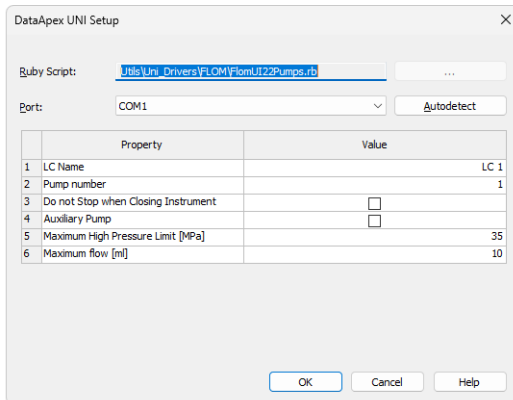 DataApex UNI Setup
Ruby Script: Utils\Uni_Drivers\FLOM\FlomUI22Pumps.rb ...
Port: COM1 Autodetect
Property Value
1 LC Name LC 1
2 Pump number 1
3 Do not Stop when Closing Instrument
4 Auxiliary Pump
5 Maximum High Pressure Limit [MPa] 35
6 Maximum flow [ml] 10
OK Cancel Help